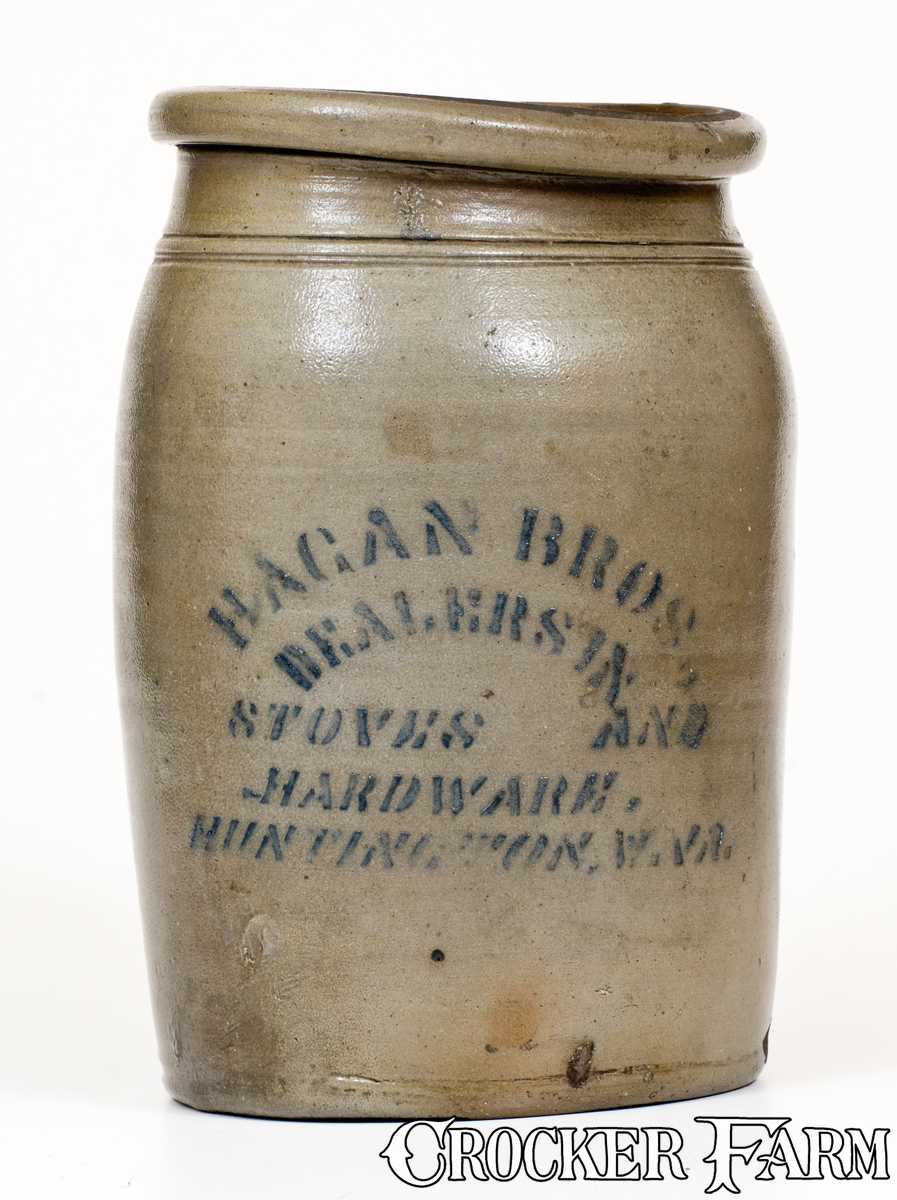 HAGAN BROS
DEALERS IN
STOVES AND
HARDWARE.
HUNTINGTON, W.VA.
CROCKER FARM